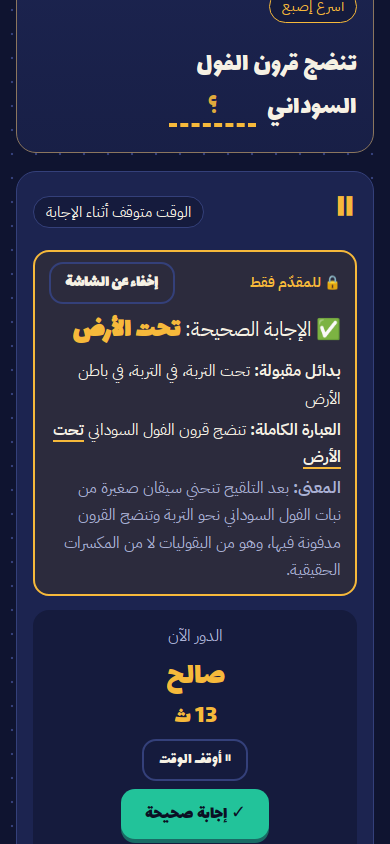 اسرع إصبع
تنضج قرون الفول
السوداني ؟
الوقت متوقف أثناء الإجابة
🔒 للمقدّم فقط
إخفاء عن الشاشة
✅ الإجابة الصحيحة: تحت الأرض
بدائل مقبولة: تحت التربة، في التربة، في باطن
الأرض
العبارة الكاملة: تنضج قرون الفول السوداني تحت
الأرض
المعنى: بعد التلقيح تنحني سيقان صغيرة من
نبات الفول السوداني نحو التربة وتنضج القرون
مدفونة فيها، وهو من البقوليات لا من المكسرات
الحقيقية.
الدور الآن
صالح
13 ث
⏸ أوقف الوقت
✓ إجابة صحيحة